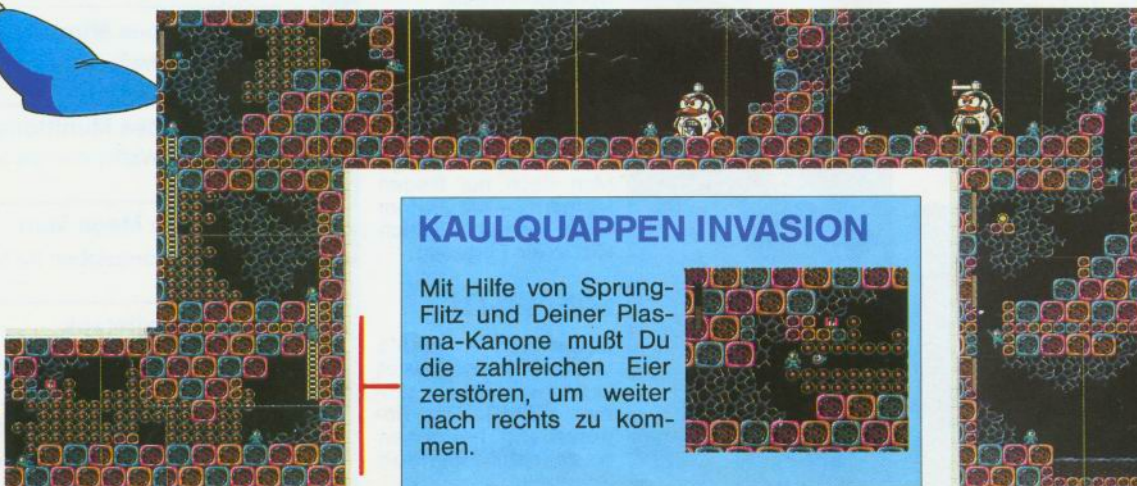 KAULQUAPPEN INVASION
Mit Hilfe von Sprung-
Flitz und Deiner Plas-
ma-Kanone mußt Du
die zahlreichen Eier
zerstören, um weiter
nach rechts zu kom-
men.